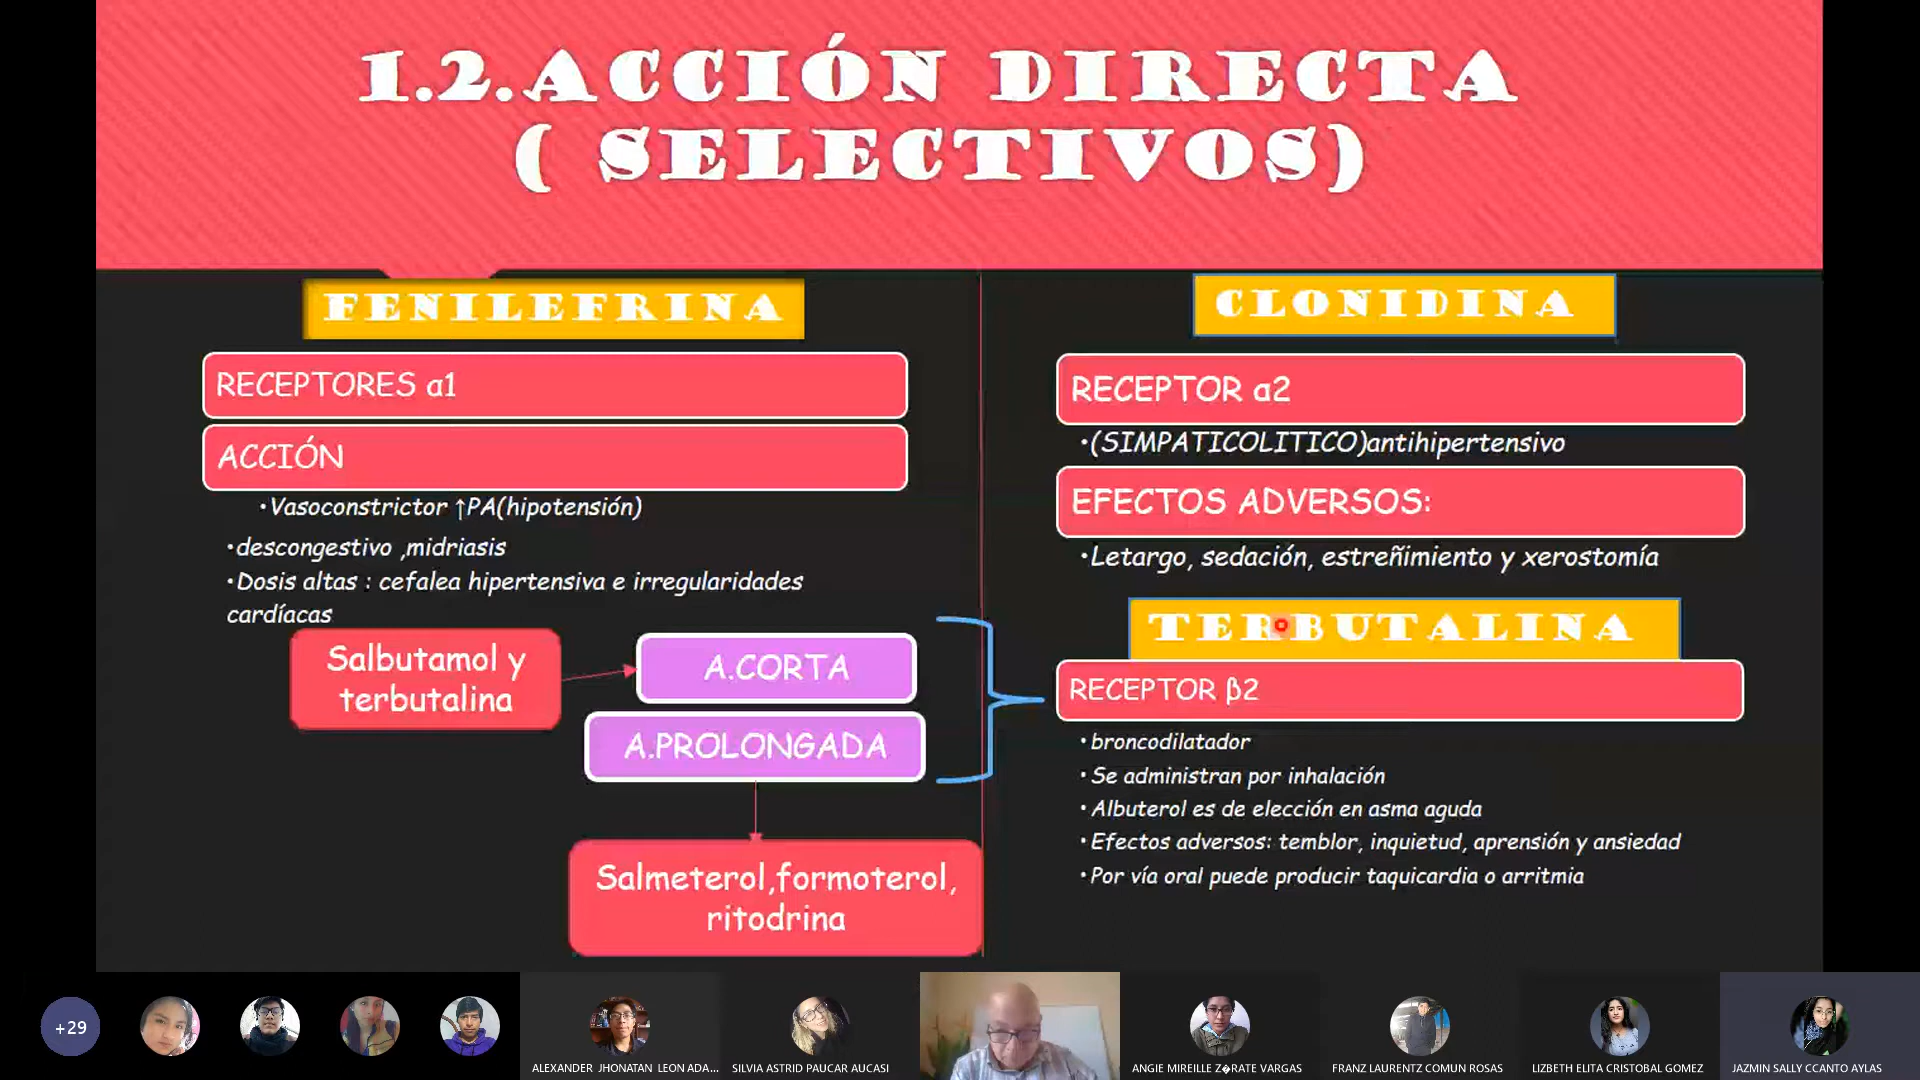 1.2.ACCIÓN DIRECTA
( SELECTIVOS)
FENILEFRINA
RECEPTORES α1
ACCIÓN
•Vasoconstrictor ↑PA(hipotensión)
•descongestivo ,midriasis
•Dosis altas : cefalea hipertensiva e irregularidades
cardíacas
Salbutamol y
terbutalina
A.CORTA
A.PROLONGADA
Salmeterol,formoterol,
ritodrina
CLONIDINA
RECEPTOR α2
•(SIMPATICOLITICO)antihipertensivo
EFECTOS ADVERSOS:
•Letargo, sedación, estreñimiento y xerostomía
TERBUTALINA
RECEPTOR β2
•broncodilatador
•Se administran por inhalación
•Albuterol es de elección en asma aguda
•Efectos adversos: temblor, inquietud, aprensión y ansiedad
•Por vía oral puede producir taquicardia o arritmia
+29
ALEXANDER JHONATAN LEON ADA...
SILVIA ASTRID PAUCAR AUCASI
ANGIE MIREILLE Z�RATE VARGAS
FRANZ LAURENTZ COMUN ROSAS
LIZBETH ELITA CRISTOBAL GOMEZ
JAZMIN SALLY CCANTO AYLAS